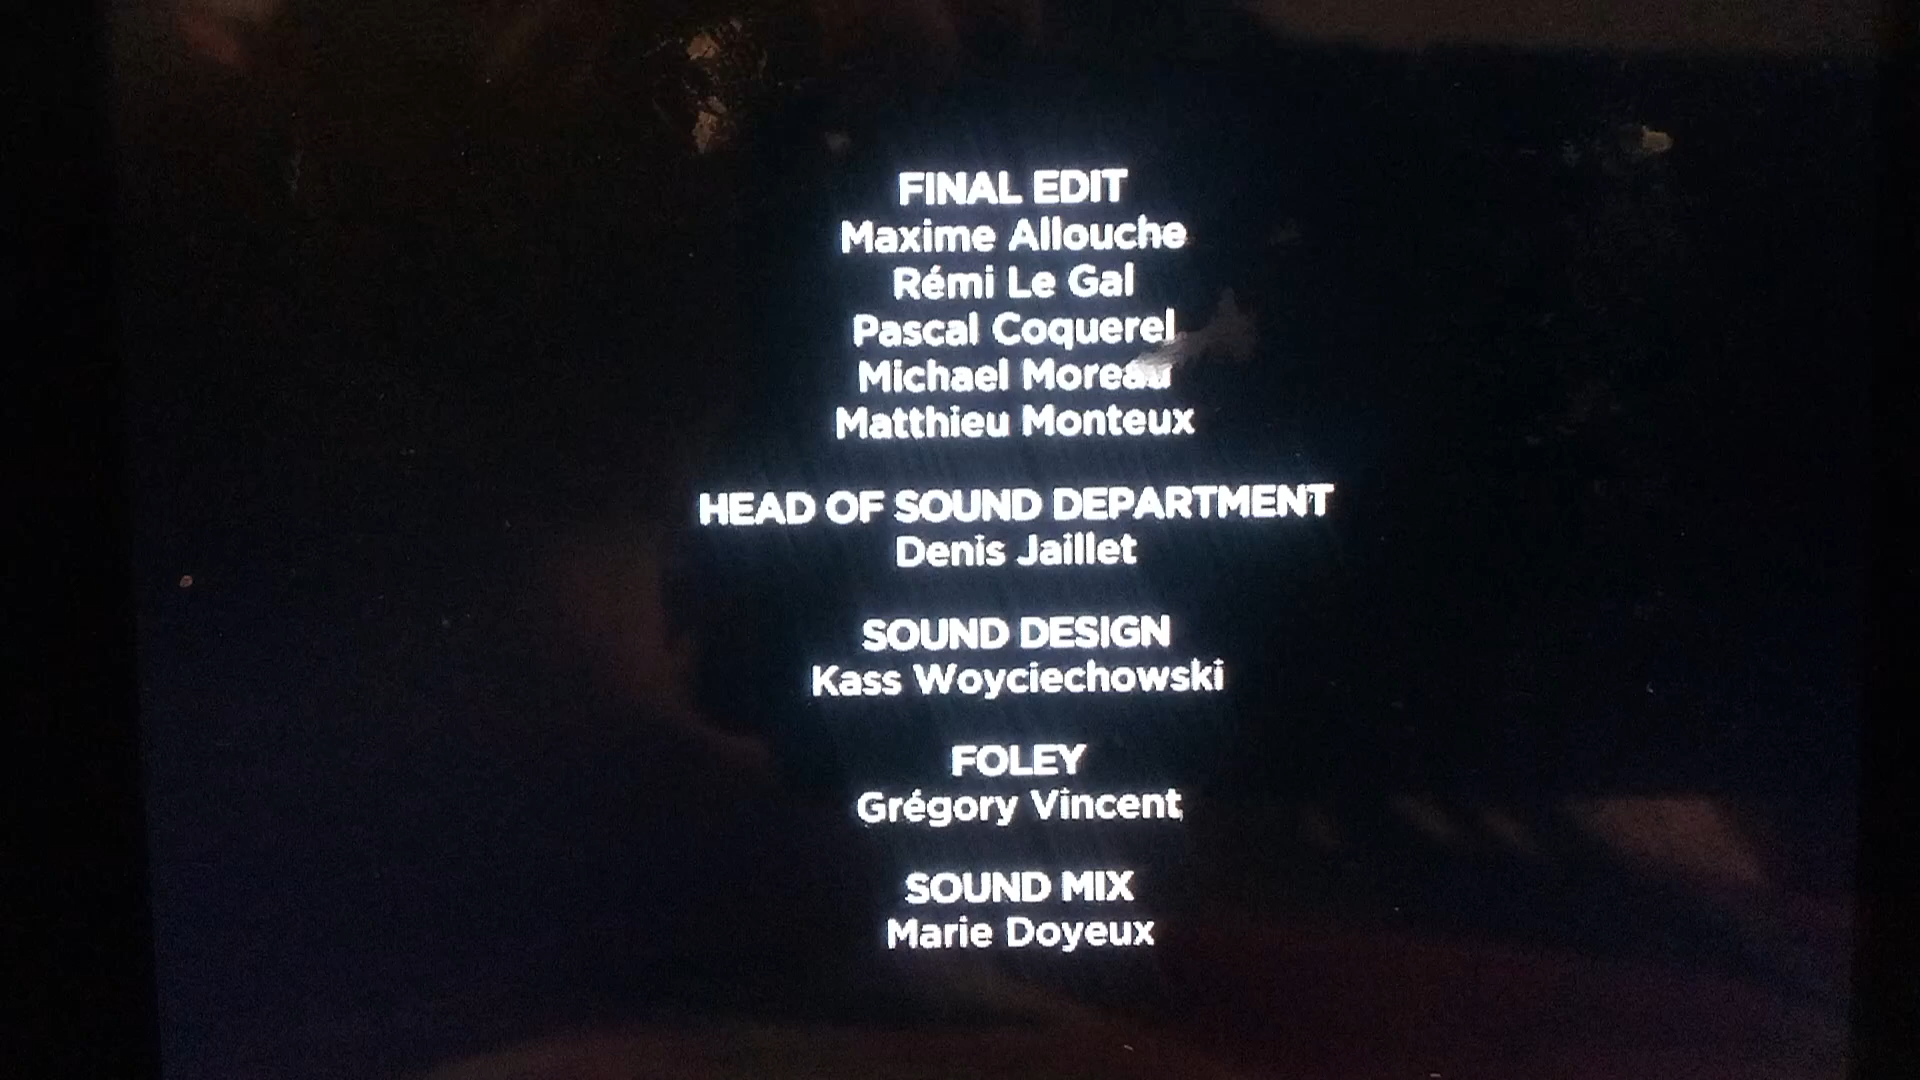 FINAL EDIT
Maxime Allouche
Rémi Le Gal
Pascal Coquerel
Michael Moreau
Matthieu Monteux
HEAD OF SOUND DEPARTMENT
Denis Jaillet
SOUND DESIGN
Kass Woyciechowski
FOLEY
Grégory Vincent
SOUND MIX
Marie Doyeux